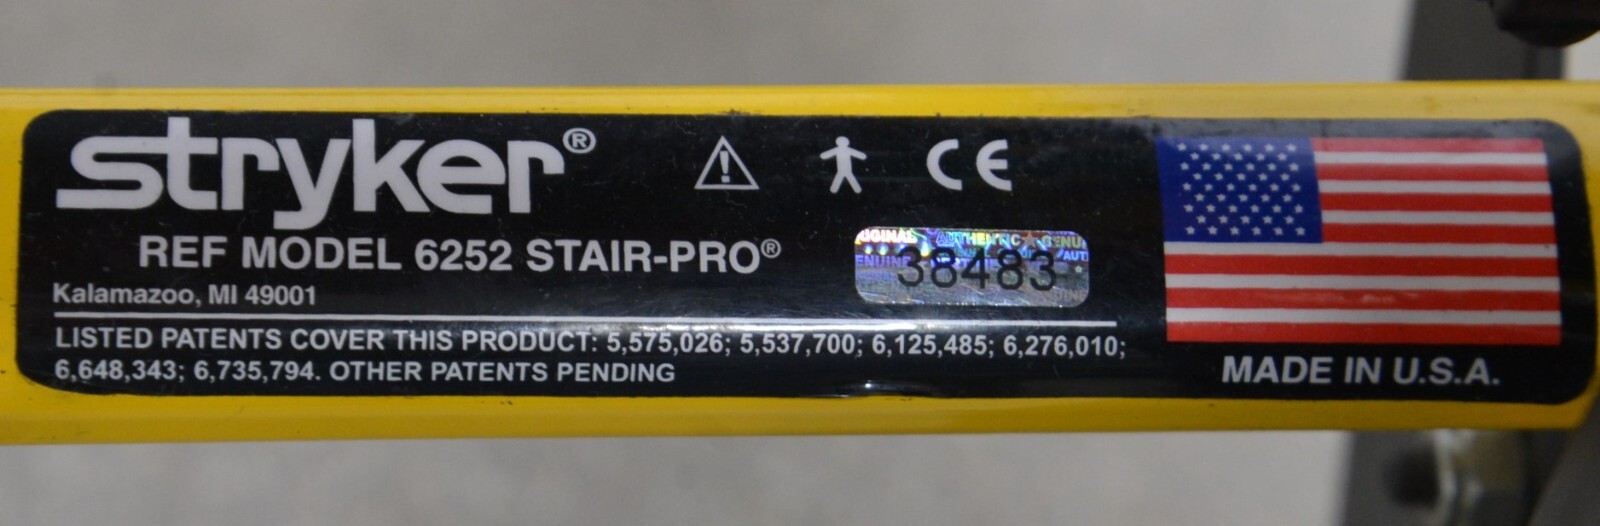 stryker®
REF MODEL 6252 STAIR-PRO®
Kalamazoo, MI 49001
LISTED PATENTS COVER THIS PRODUCT: 5,575,026; 5,537,700; 6,125,485; 6,276,010;
6,648,343; 6,735,794. OTHER PATENTS PENDING
CE
38483
MADE IN U.S.A.